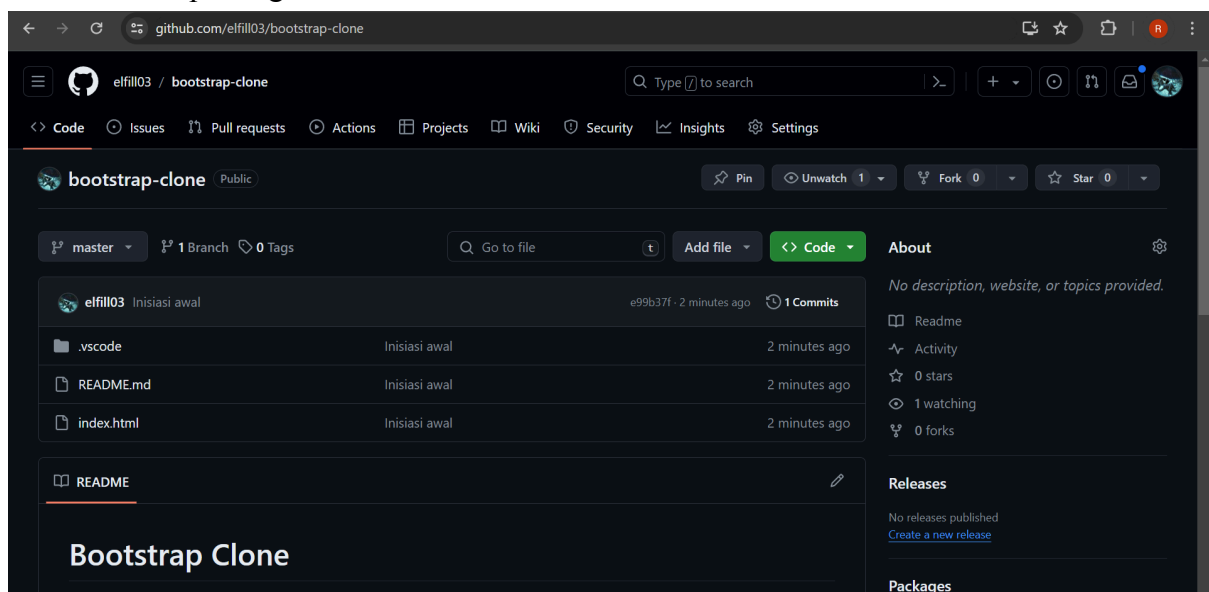 github.com/elfill03/bootstrap-clone
R
elfill03 / bootstrap-clone
Type / to search
Code Issues Pull requests Actions Projects Wiki Security Insights Settings
bootstrap-clone Public
Pin Unwatch 1 Fork 0 Star 0
master 1 Branch 0 Tags
Go to file t Add file Code
elfill03 Inisiasi awal e99b37f · 2 minutes ago 1 Commits
.vscode Inisiasi awal 2 minutes ago
README.md Inisiasi awal 2 minutes ago
index.html Inisiasi awal 2 minutes ago
README
Bootstrap Clone
About
No description, website, or topics provided.
Readme
Activity
0 stars
1 watching
0 forks
Releases
No releases published
Create a new release
Packages